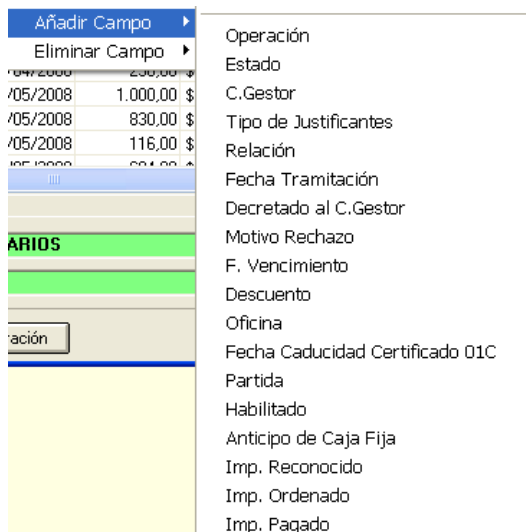 Añadir Campo
Eliminar Campo
/05/2008 1.000,00 $
/05/2008 830,00 $
/05/2008 116,00 $
ARIOS
ración
Operación
Estado
C.Gestor
Tipo de Justificantes
Relación
Fecha Tramitación
Decretado al C.Gestor
Motivo Rechazo
F. Vencimiento
Descuento
Oficina
Fecha Caducidad Certificado 01C
Partida
Habilitado
Anticipo de Caja Fija
Imp. Reconocido
Imp. Ordenado
Imp. Pagado